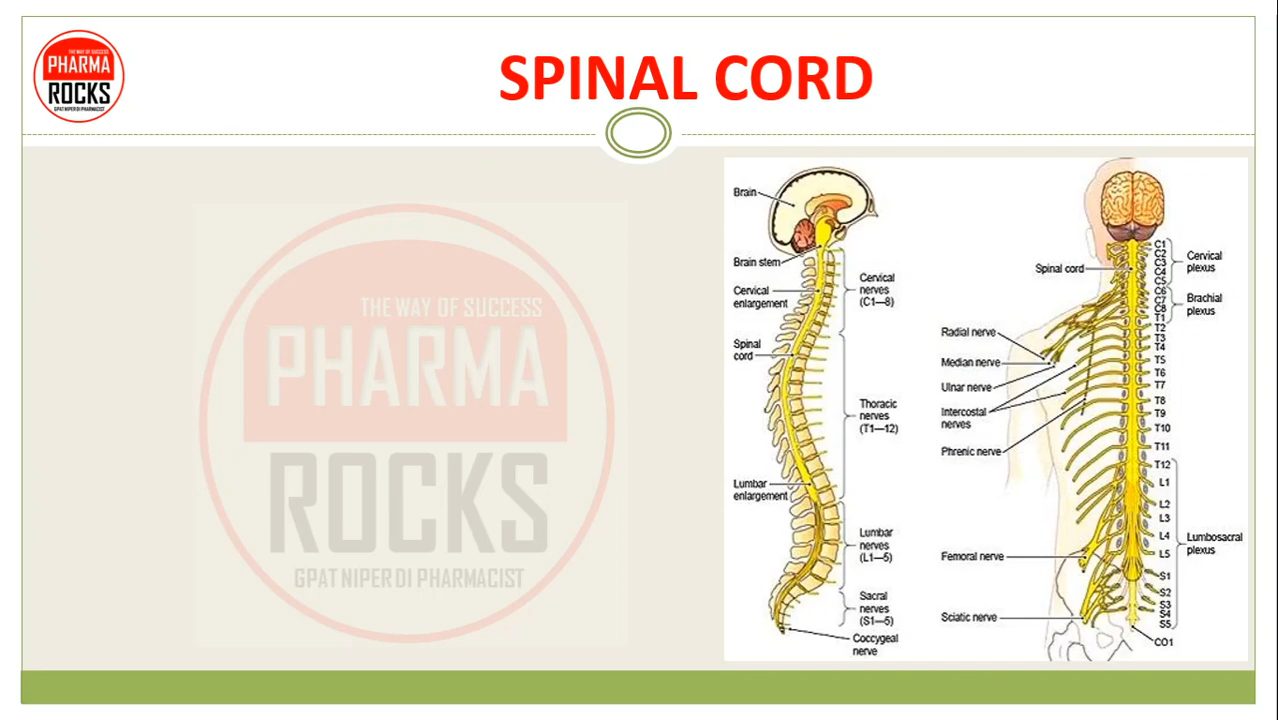 THE WAY OF SUCCESS
PHARMA
ROCKS
GPAT NIPER DI PHARMACIST
SPINAL CORD
THE WAY OF SUCCESS
PHARMA
ROCKS
GPAT NIPER DI PHARMACIST
Brain
Brain stem
Cervical
enlargement
Spinal
cord
Lumbar
enlargement
Cervical
nerves
(C1—8)
Thoracic
nerves
(T1—12)
Lumbar
nerves
(L1—5)
Sacral
nerves
(S1—5)
Coccygeal
nerve
Spinal cord
Radial nerve
Median nerve
Ulnar nerve
Intercostal
nerves
Phrenic nerve
Femoral nerve
Sciatic nerve
C1
C2
C3
C4
C5
C6
C7
C8
T1
T2
T3
T4
T5
T6
T7
T8
T9
T10
T11
T12
L1
L2
L3
L4
L5
S1
S2
S3
S4
S5
CO1
Cervical
plexus
Brachial
plexus
Lumbosacral
plexus